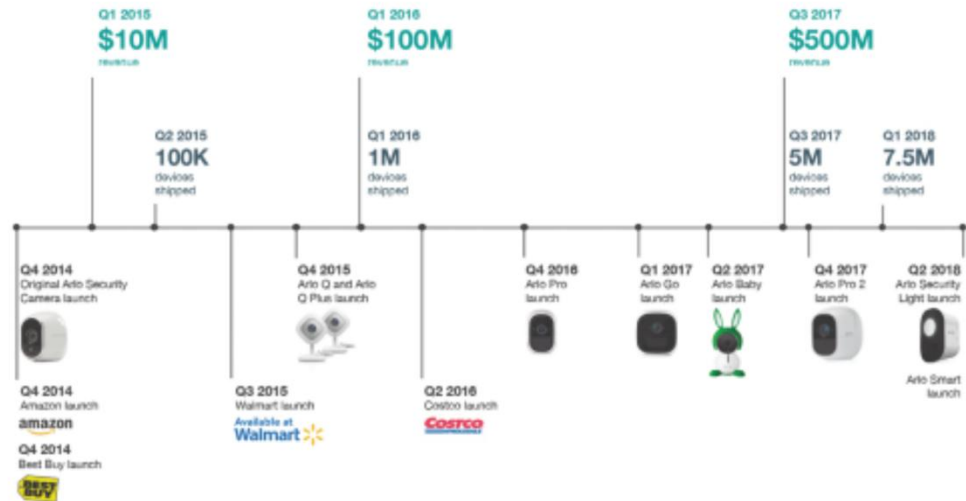 Q1 2015
$10M
revenue
Q1 2016
$100M
revenue
Q3 2017
$500M
revenue
Q2 2015
100K
devices
shipped
Q1 2016
1M
devices
shipped
Q3 2017
5M
devices
shipped
Q1 2018
7.5M
devices
shipped
Q4 2014
Original Arlo Security
Camera launch
Q4 2015
Arlo Q and Arlo
Q Plus launch
Q4 2016
Arlo Pro
launch
Q1 2017
Arlo Go
launch
Q2 2017
Arlo Baby
launch
Q4 2017
Arlo Pro 2
launch
Q2 2018
Arlo Security
Light launch
Arlo Smart
launch
Q4 2014
Amazon launch
amazon
Q4 2014
Best Buy launch
BEST
BUY
Q3 2015
Walmart launch
Available at
Walmart
Q2 2016
Costco launch
COSTCO